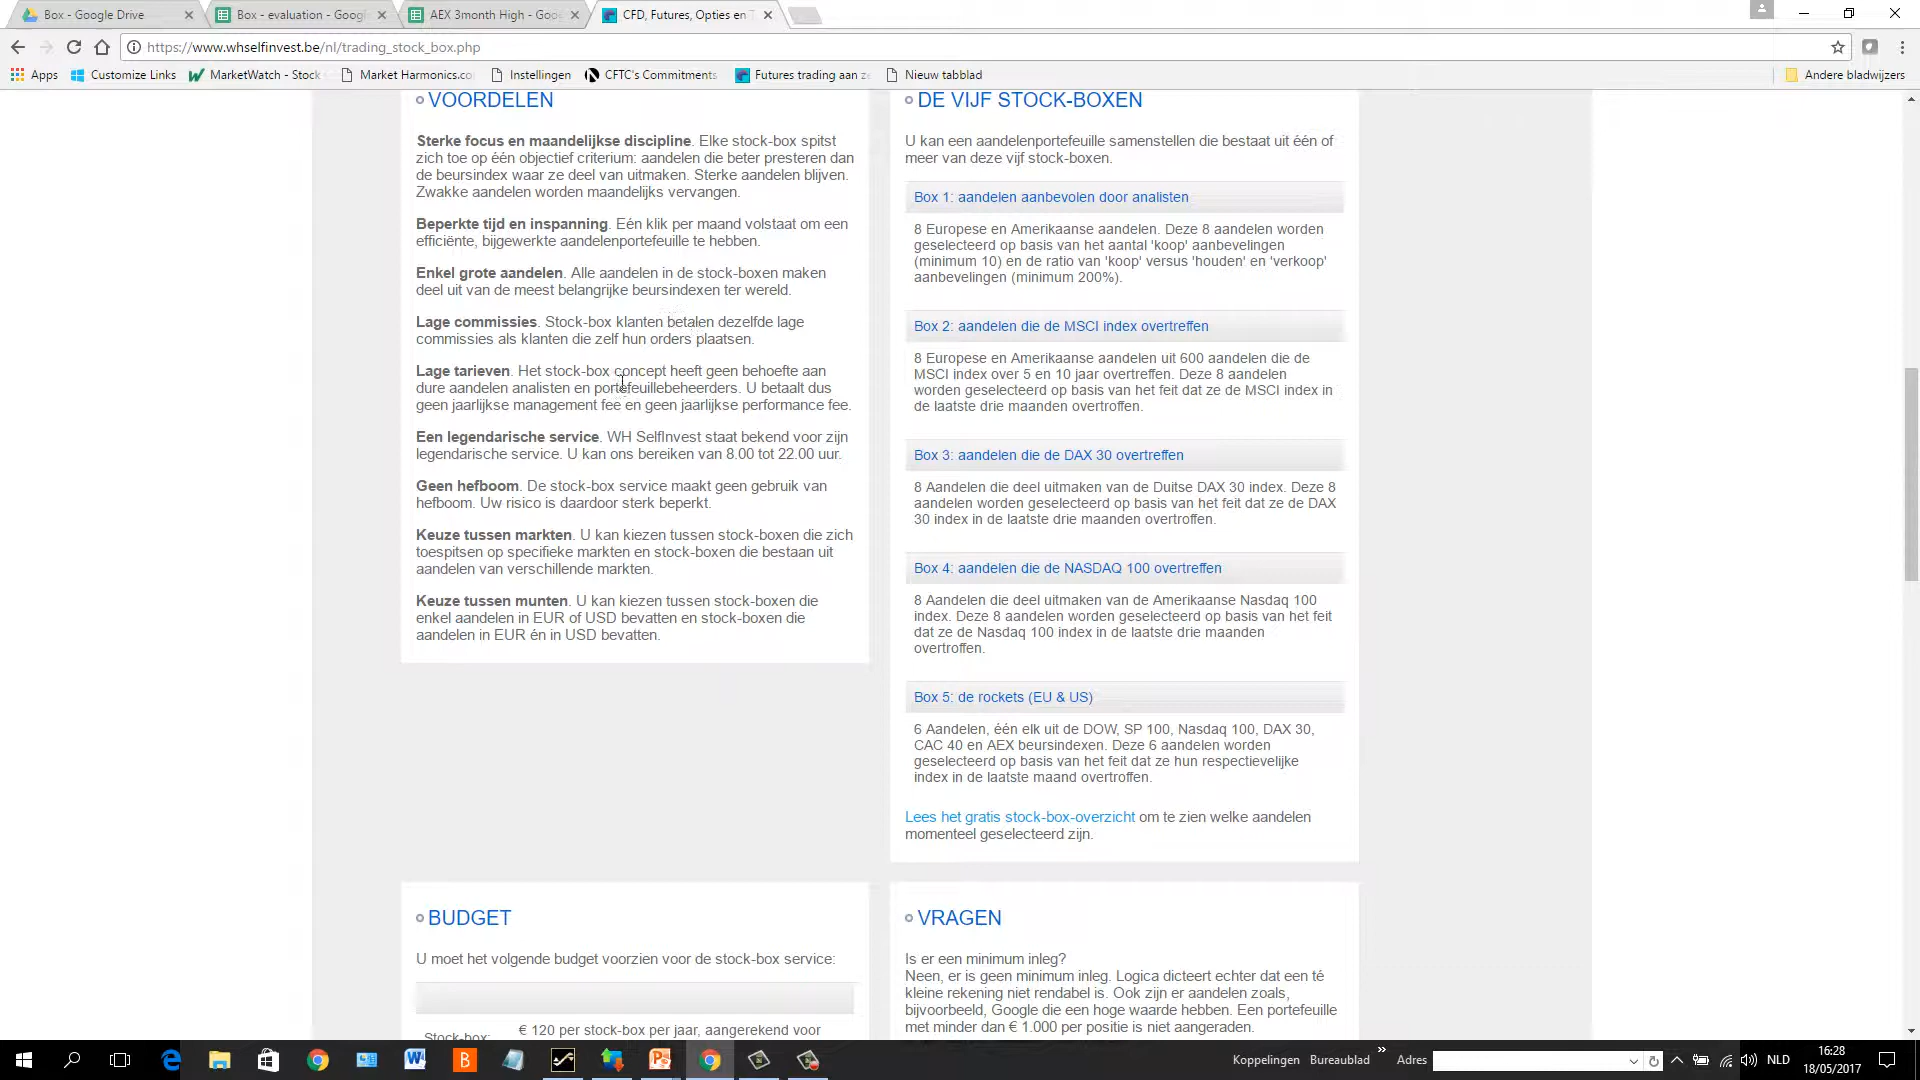 Box - Google Drive
Box - evaluation - Googl
AEX 3month High - Goo
CFD, Futures, Opties en T
https://www.whselfinvest.be/nl/trading_stock_box.php
Apps
Customize Links
MarketWatch - Stock
Market Harmonics.co
Instellingen
CFTC's Commitments
Futures trading aan ze
Nieuw tabblad
Andere bladwijzers
VOORDELEN
Sterke focus en maandelijkse discipline. Elke stock-box spitst
zich toe op één objectief criterium: aandelen die beter presteren dan
de beursindex waar ze deel van uitmaken. Sterke aandelen blijven.
Zwakke aandelen worden maandelijks vervangen.
Beperkte tijd en inspanning. Eén klik per maand volstaat om een
efficiënte, bijgewerkte aandelenportefeuille te hebben.
Enkel grote aandelen. Alle aandelen in de stock-boxen maken
deel uit van de meest belangrijke beursindexen ter wereld.
Lage commissies. Stock-box klanten betalen dezelfde lage
commissies als klanten die zelf hun orders plaatsen.
Lage tarieven. Het stock-box concept heeft geen behoefte aan
dure aandelen analisten en portefeuillebeheerders. U betaalt dus
geen jaarlijkse management fee en geen jaarlijkse performance fee.
Een legendarische service. WH SelfInvest staat bekend voor zijn
legendarische service. U kan ons bereiken van 8.00 tot 22.00 uur.
Geen hefboom. De stock-box service maakt geen gebruik van
hefboom. Uw risico is daardoor sterk beperkt.
Keuze tussen markten. U kan kiezen tussen stock-boxen die zich
toespitsen op specifieke markten en stock-boxen die bestaan uit
aandelen van verschillende markten.
Keuze tussen munten. U kan kiezen tussen stock-boxen die
enkel aandelen in EUR of USD bevatten en stock-boxen die
aandelen in EUR én in USD bevatten.
DE VIJF STOCK-BOXEN
U kan een aandelenportefeuille samenstellen die bestaat uit één of
meer van deze vijf stock-boxen.
Box 1: aandelen aanbevolen door analisten
8 Europese en Amerikaanse aandelen. Deze 8 aandelen worden
geselecteerd op basis van het aantal 'koop' aanbevelingen
(minimum 10) en de ratio van 'koop' versus 'houden' en 'verkoop'
aanbevelingen (minimum 200%).
Box 2: aandelen die de MSCI index overtreffen
8 Europese en Amerikaanse aandelen uit 600 aandelen die de
MSCI index over 5 en 10 jaar overtreffen. Deze 8 aandelen
worden geselecteerd op basis van het feit dat ze de MSCI index in
de laatste drie maanden overtroffen.
Box 3: aandelen die de DAX 30 overtreffen
8 Aandelen die deel uitmaken van de Duitse DAX 30 index. Deze 8
aandelen worden geselecteerd op basis van het feit dat ze de DAX
30 index in de laatste drie maanden overtroffen.
Box 4: aandelen die de NASDAQ 100 overtreffen
8 Aandelen die deel uitmaken van de Amerikaanse Nasdaq 100
index. Deze 8 aandelen worden geselecteerd op basis van het feit
dat ze de Nasdaq 100 index in de laatste drie maanden
overtroffen.
Box 5: de rockets (EU & US)
6 Aandelen, één elk uit de DOW, SP 100, Nasdaq 100, DAX 30,
CAC 40 en AEX beursindexen. Deze 6 aandelen worden
geselecteerd op basis van het feit dat ze hun respectievelijke
index in de laatste maand overtroffen.
Lees het gratis stock-box-overzicht om te zien welke aandelen
momenteel geselecteerd zijn.
BUDGET
U moet het volgende budget voorzien voor de stock-box service:
Stock-box:
€ 120 per stock-box per jaar, aangerekend voor
VRAGEN
Is er een minimum inleg?
Neen, er is geen minimum inleg. Logica dicteert echter dat een té
kleine rekening niet rendabel is. Ook zijn er aandelen zoals,
bijvoorbeeld, Google die een hoge waarde hebben. Een portefeuille
met minder dan € 1.000 per positie is niet aangeraden.
Koppelingen
Bureaublad
Adres
NLD
16:28
18/05/2017